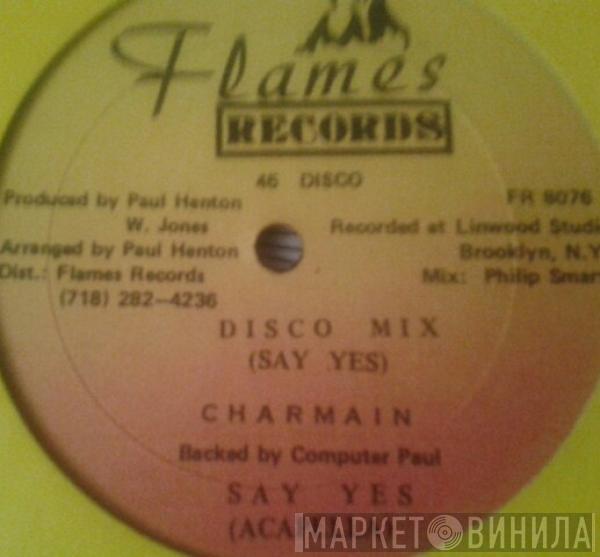 Flames
RECORDS
46 DISCO
Produced by Paul Henton
W. Jones
Arranged by Paul Henton
Dist.: Flames Records
(718) 282-4236
FR 8076
Recorded at Linwood Studi
Brooklyn, N.Y
Mix: Philip Smar
DISCO MIX
(SAY YES)
CHARMAIN
Backed by Computer Paul
SAY YES
МАРКЕТ ВИНИЛА